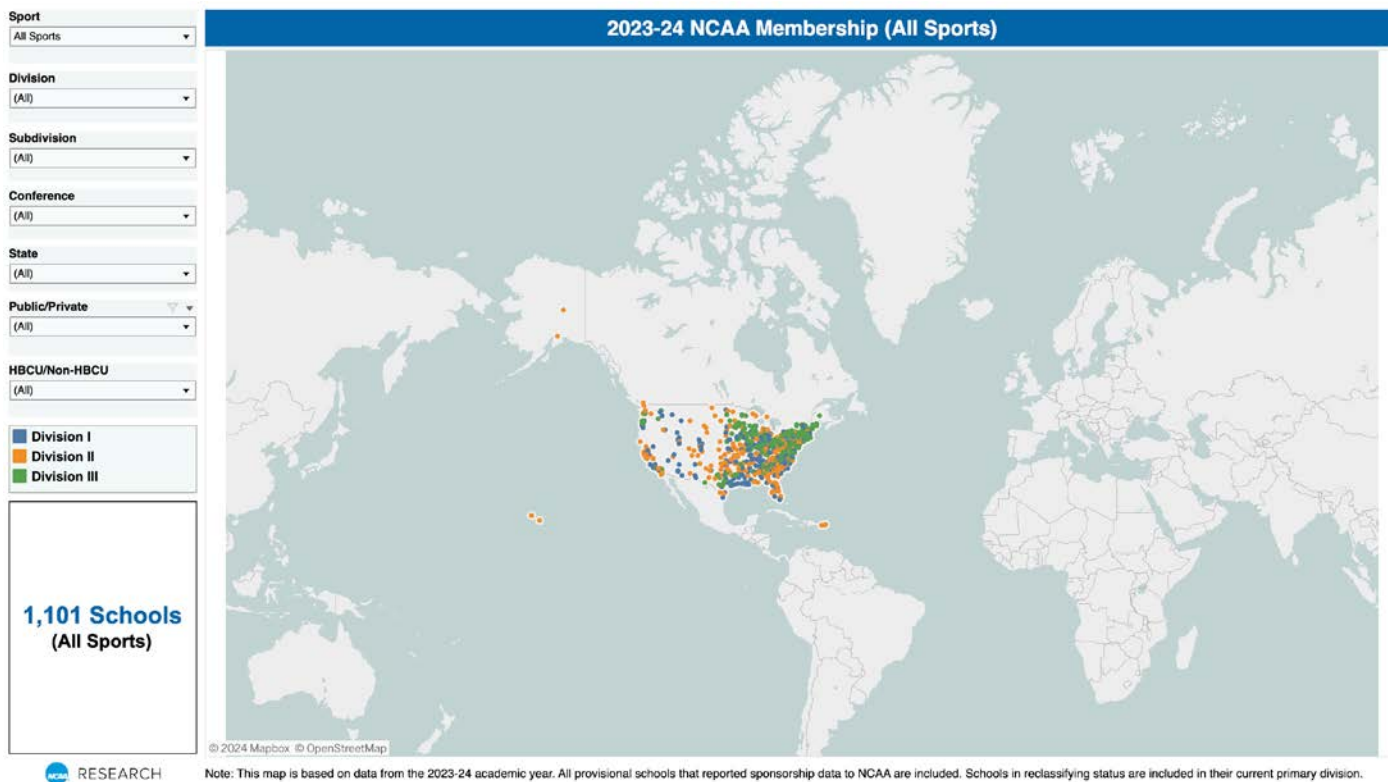 Sport
All Sports
Division
(All)
Subdivision
(All)
Conference
(All)
State
(All)
Public/Private
(All)
HBCU/Non-HBCU
(All)
Division I
Division II
Division III
1,101 Schools
(All Sports)
NCAA RESEARCH
2023-24 NCAA Membership (All Sports)
© 2024 Mapbox © OpenStreetMap
Note: This map is based on data from the 2023-24 academic year. All provisional schools that reported sponsorship data to NCAA are included. Schools in reclassifying status are included in their current primary division.